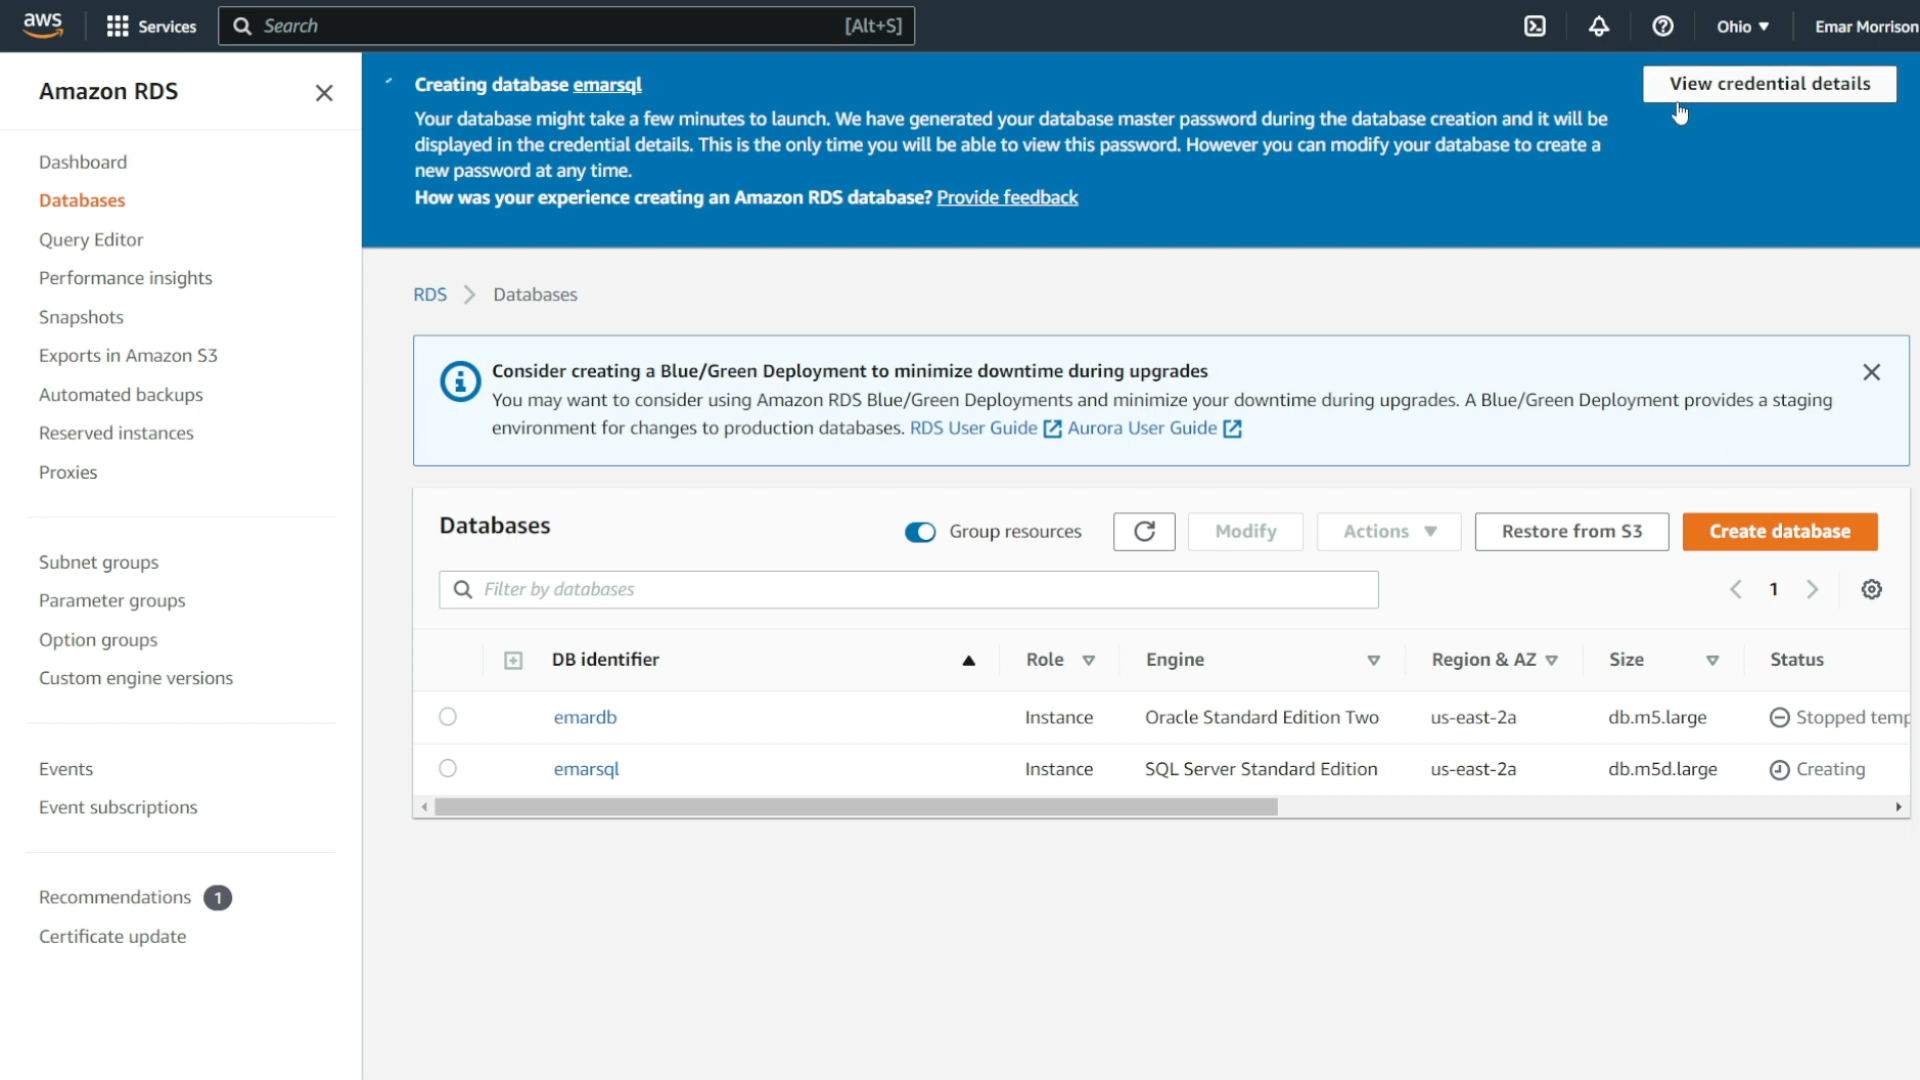 aws
Services
Search [Alt+S]
Ohio
Emar Morrison
Amazon RDS
Dashboard
Databases
Query Editor
Performance insights
Snapshots
Exports in Amazon S3
Automated backups
Reserved instances
Proxies
Subnet groups
Parameter groups
Option groups
Custom engine versions
Events
Event subscriptions
Recommendations 1
Certificate update
Creating database emarsql
View credential details
Your database might take a few minutes to launch. We have generated your database master password during the database creation and it will be
displayed in the credential details. This is the only time you will be able to view this password. However you can modify your database to create a
new password at any time.
How was your experience creating an Amazon RDS database? Provide feedback
RDS Databases
Consider creating a Blue/Green Deployment to minimize downtime during upgrades
You may want to consider using Amazon RDS Blue/Green Deployments and minimize your downtime during upgrades. A Blue/Green Deployment provides a staging
environment for changes to production databases. RDS User Guide Aurora User Guide
Databases
Group resources
Modify
Actions
Restore from S3
Create database
Filter by databases
1
DB identifier Role Engine Region & AZ Size Status
emardb Instance Oracle Standard Edition Two us-east-2a db.m5.large Stopped temp
emarsql Instance SQL Server Standard Edition us-east-2a db.m5d.large Creating